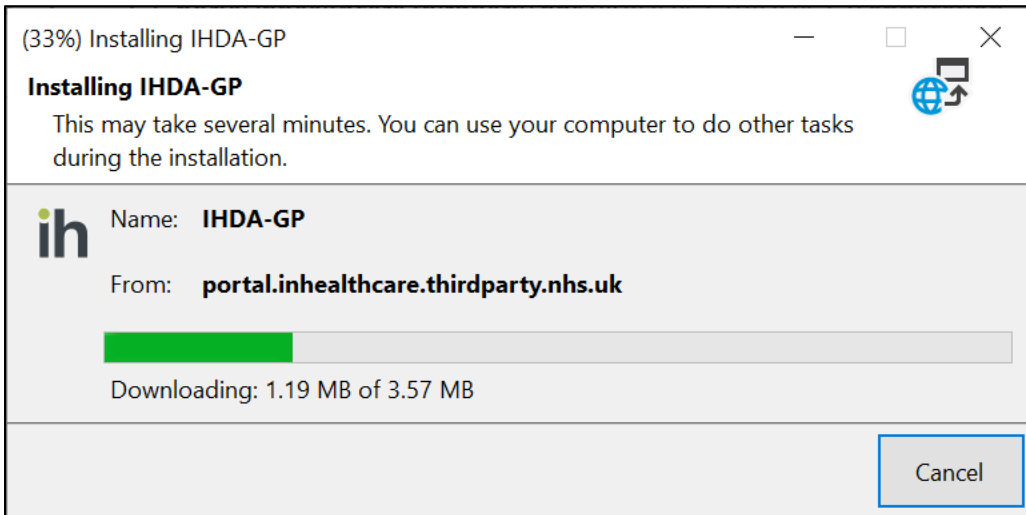 (33%) Installing IHDA-GP
Installing IHDA-GP
This may take several minutes. You can use your computer to do other tasks
during the installation.
ih
Name: IHDA-GP
From: portal.inhealthcare.thirdparty.nhs.uk
Downloading: 1.19 MB of 3.57 MB
Cancel